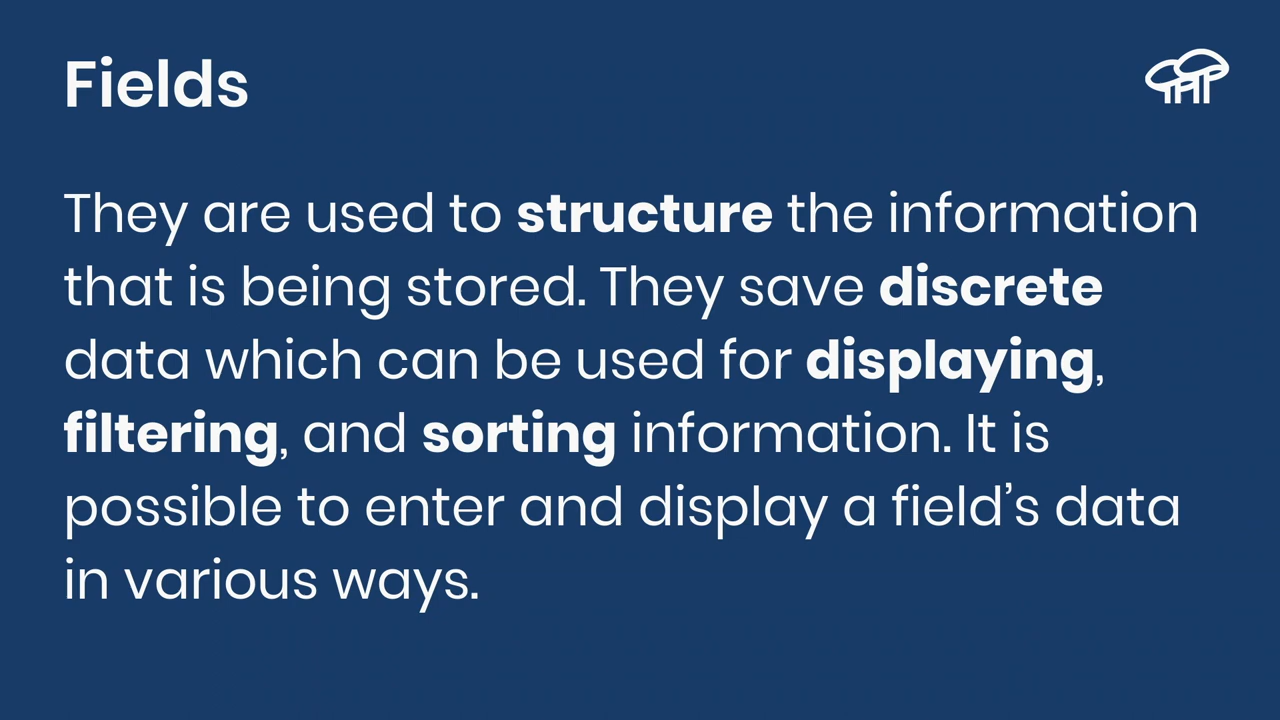 Fields
They are used to structure the information
that is being stored. They save discrete
data which can be used for displaying,
filtering, and sorting information. It is
possible to enter and display a field’s data
in various ways.